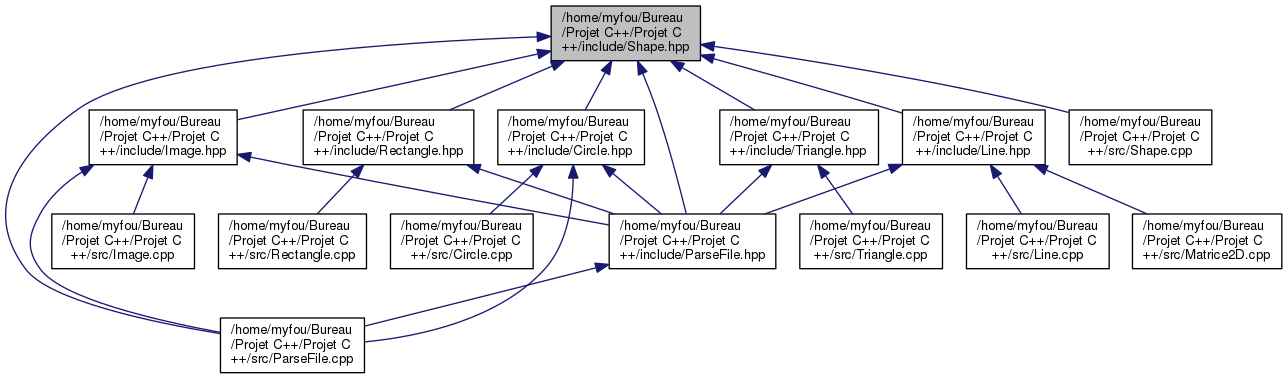 /home/myfou/Bureau
/Projet C++/Projet C
++/include/Shape.hpp
/home/myfou/Bureau
/Projet C++/Projet C
++/include/Image.hpp
/home/myfou/Bureau
/Projet C++/Projet C
++/include/Rectangle.hpp
/home/myfou/Bureau
/Projet C++/Projet C
++/include/Circle.hpp
/home/myfou/Bureau
/Projet C++/Projet C
++/include/Triangle.hpp
/home/myfou/Bureau
/Projet C++/Projet C
++/include/Line.hpp
/home/myfou/Bureau
/Projet C++/Projet C
++/src/Shape.cpp
/home/myfou/Bureau
/Projet C++/Projet C
++/src/Image.cpp
/home/myfou/Bureau
/Projet C++/Projet C
++/src/Rectangle.cpp
/home/myfou/Bureau
/Projet C++/Projet C
++/src/Circle.cpp
/home/myfou/Bureau
/Projet C++/Projet C
++/include/ParseFile.hpp
/home/myfou/Bureau
/Projet C++/Projet C
++/src/Triangle.cpp
/home/myfou/Bureau
/Projet C++/Projet C
++/src/Line.cpp
/home/myfou/Bureau
/Projet C++/Projet C
++/src/Matrice2D.cpp
/home/myfou/Bureau
/Projet C++/Projet C
++/src/ParseFile.cpp